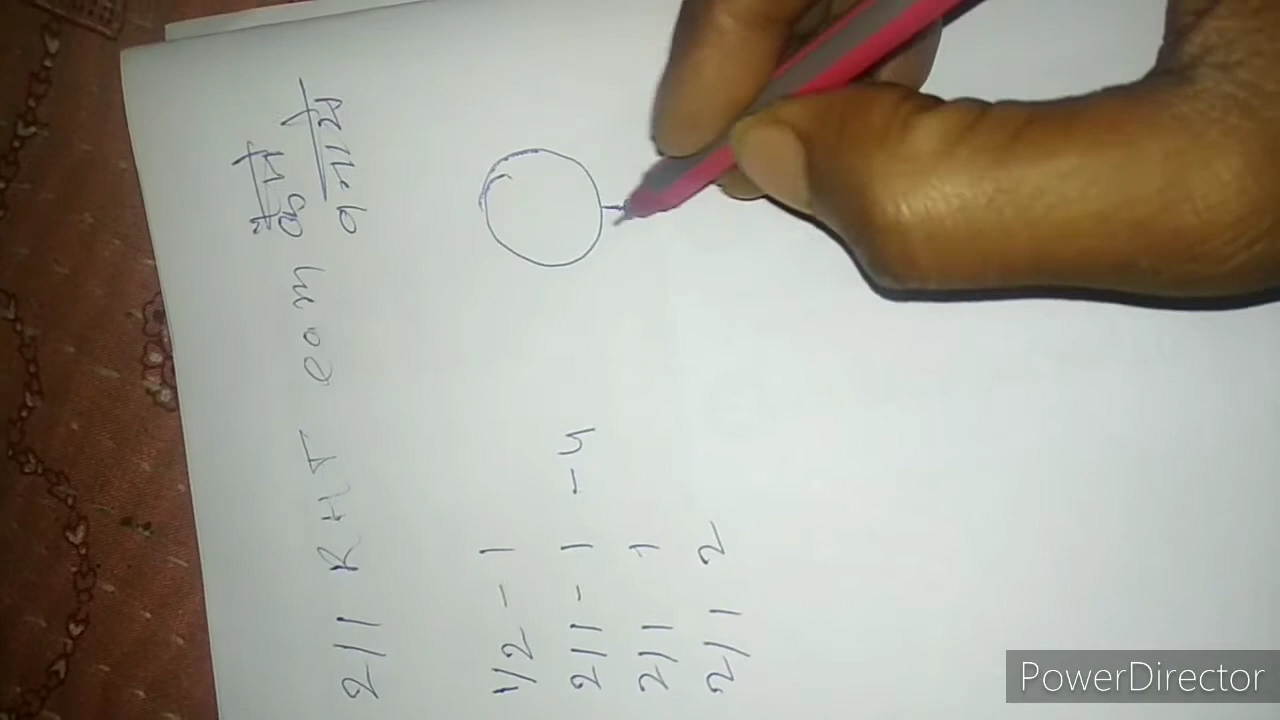 2/1 RHT com
1/2 - 1
2/1 - 1 - 4
2/1 1
2/1 2
PowerDirector